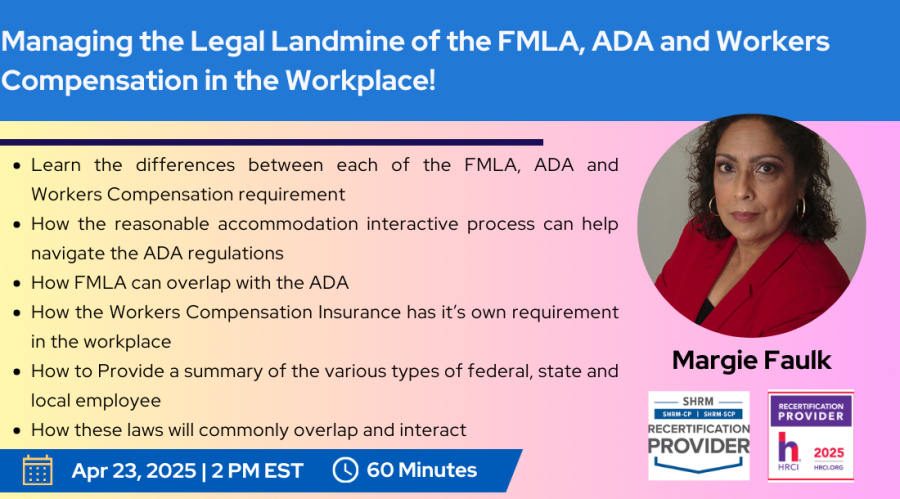 Managing the Legal Landmine of the FMLA, ADA and Workers
Compensation in the Workplace!
• Learn the differences between each of the FMLA, ADA and
Workers Compensation requirement
• How the reasonable accommodation interactive process can help
navigate the ADA regulations
• How FMLA can overlap with the ADA
• How the Workers Compensation Insurance has it’s own requirement
in the workplace
• How to Provide a summary of the various types of federal, state and
local employee
• How these laws will commonly overlap and interact
Apr 23, 2025 | 2 PM EST
60 Minutes
Margie Faulk
SHRM
SHRM-CP | SHRM-SCP
RECERTIFICATION
PROVIDER
RECERTIFICATION
PROVIDER
h
HRCI
2025
HRCI.ORG